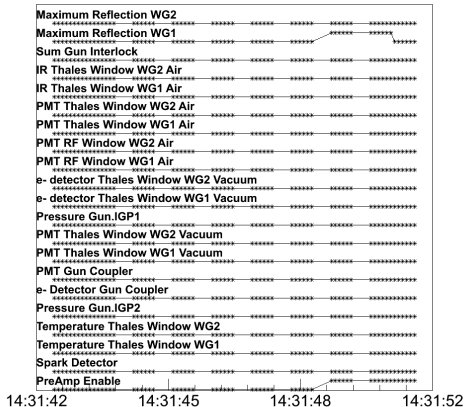 Maximum Reflection WG2
Maximum Reflection WG1
Sum Gun Interlock
IR Thales Window WG2 Air
IR Thales Window WG1 Air
PMT Thales Window WG2 Air
PMT Thales Window WG1 Air
PMT RF Window WG2 Air
PMT RF Window WG1 Air
e- detector Thales Window WG2 Vacuum
e- detector Thales Window WG1 Vacuum
Pressure Gun.IGP1
PMT Thales Window WG2 Vacuum
PMT Thales Window WG1 Vacuum
PMT Gun Coupler
e- Detector Gun Coupler
Pressure Gun.IGP2
Temperature Thales Window WG2
Temperature Thales Window WG1
Spark Detector
PreAmp Enable
14:31:42 14:31:45 14:31:48 14:31:52